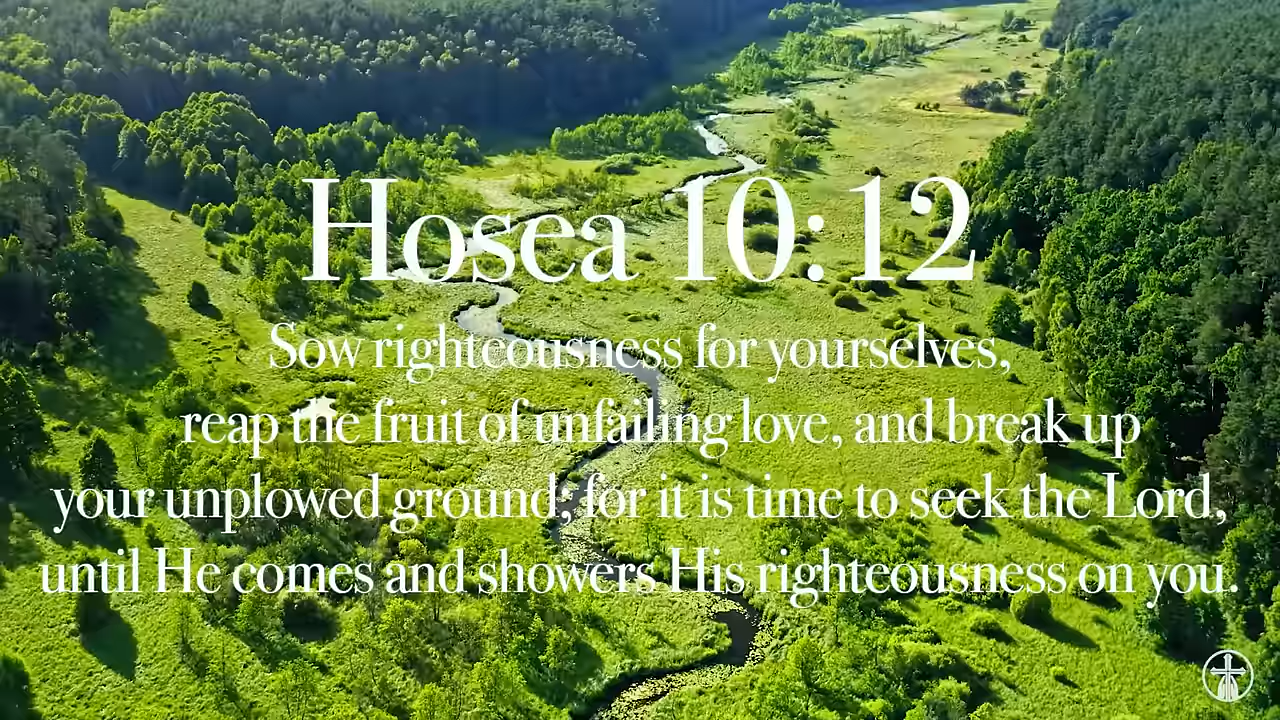 Hosea 10:12
Sow righteousness for yourselves,
reap the fruit of unfailing love, and break up
your unplowed ground, for it is time to seek the Lord,
until He comes and showers His righteousness on you.